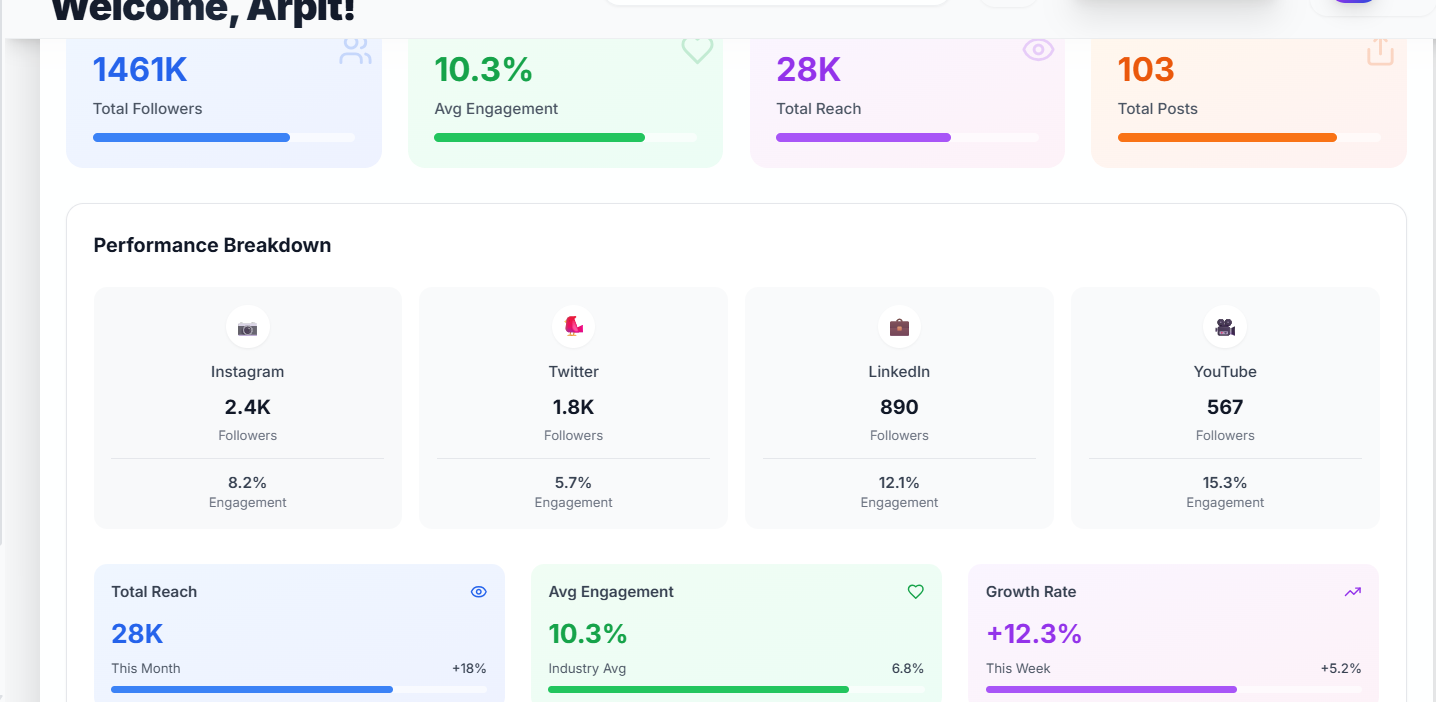 Welcome, Arpit!
1461K
Total Followers
10.3%
Avg Engagement
28K
Total Reach
103
Total Posts
Performance Breakdown
Instagram
2.4K
Followers
8.2%
Engagement
Twitter
1.8K
Followers
5.7%
Engagement
LinkedIn
890
Followers
12.1%
Engagement
YouTube
567
Followers
15.3%
Engagement
Total Reach
28K
This Month +18%
Avg Engagement
10.3%
Industry Avg 6.8%
Growth Rate
+12.3%
This Week +5.2%